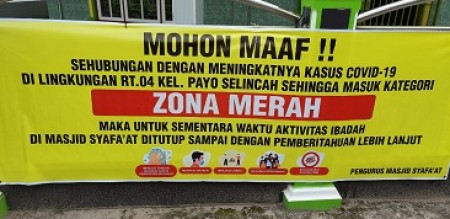 MOHON MAAF !!
SEHUBUNGAN DENGAN MENINGKATNYA KASUS COVID-19
DI LINGKUNGAN RT.04 KEL. PAYO SELINCAH SEHINGGA MASUK KATEGORI
ZONA MERAH
MAKA UNTUK SEMENTARA WAKTU AKTIVITAS IBADAH
DI MASJID SYAFA'AT DITUTUP SAMPAI DENGAN PEMBERITAHUAN LEBIH LANJUT
PENGURUS MASJID SYAFA'AT